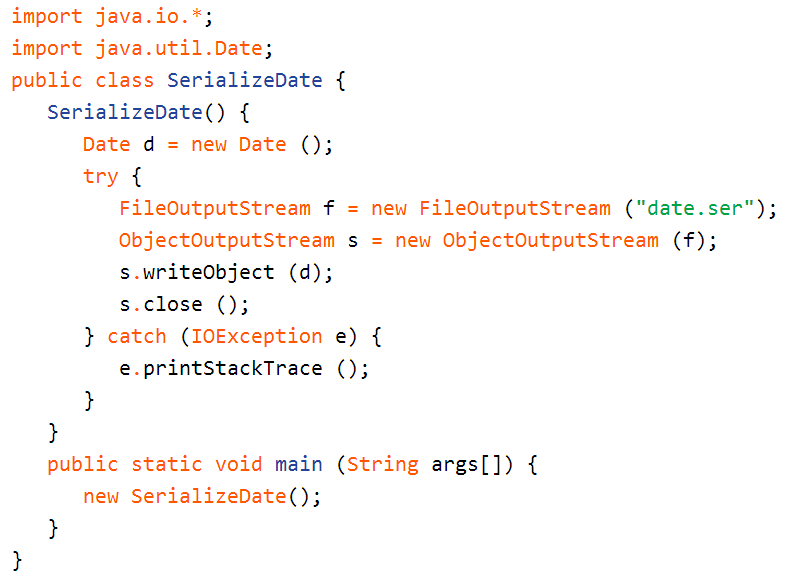 import java.io.*;
import java.util.Date;
public class SerializeDate {
   SerializeDate() {
      Date d = new Date ();
      try {
         FileOutputStream f = new FileOutputStream ("date.ser");
         ObjectOutputStream s = new ObjectOutputStream (f);
         s.writeObject (d);
         s.close ();
      } catch (IOException e) {
         e.printStackTrace ();
      }
   }
   public static void main (String args[]) {
      new SerializeDate();
   }
}